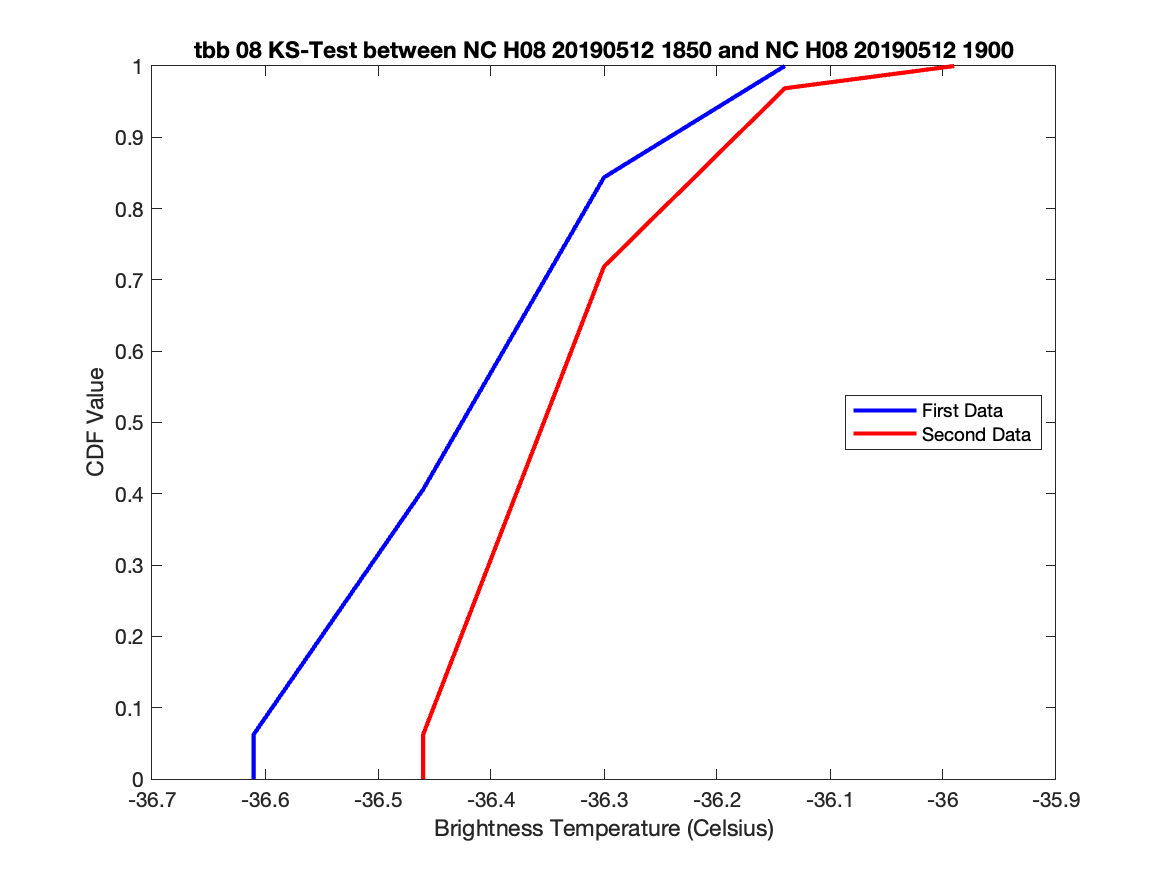 tbb 08 KS-Test between NC H08 20190512 1850 and NC H08 20190512 1900
1
0.9
0.8
0.7
0.6
0.5
0.4
0.3
0.2
0.1
0
CDF Value
First Data
Second Data
-36.7 -36.6 -36.5 -36.4 -36.3 -36.2 -36.1 -36 -35.9
Brightness Temperature (Celsius)